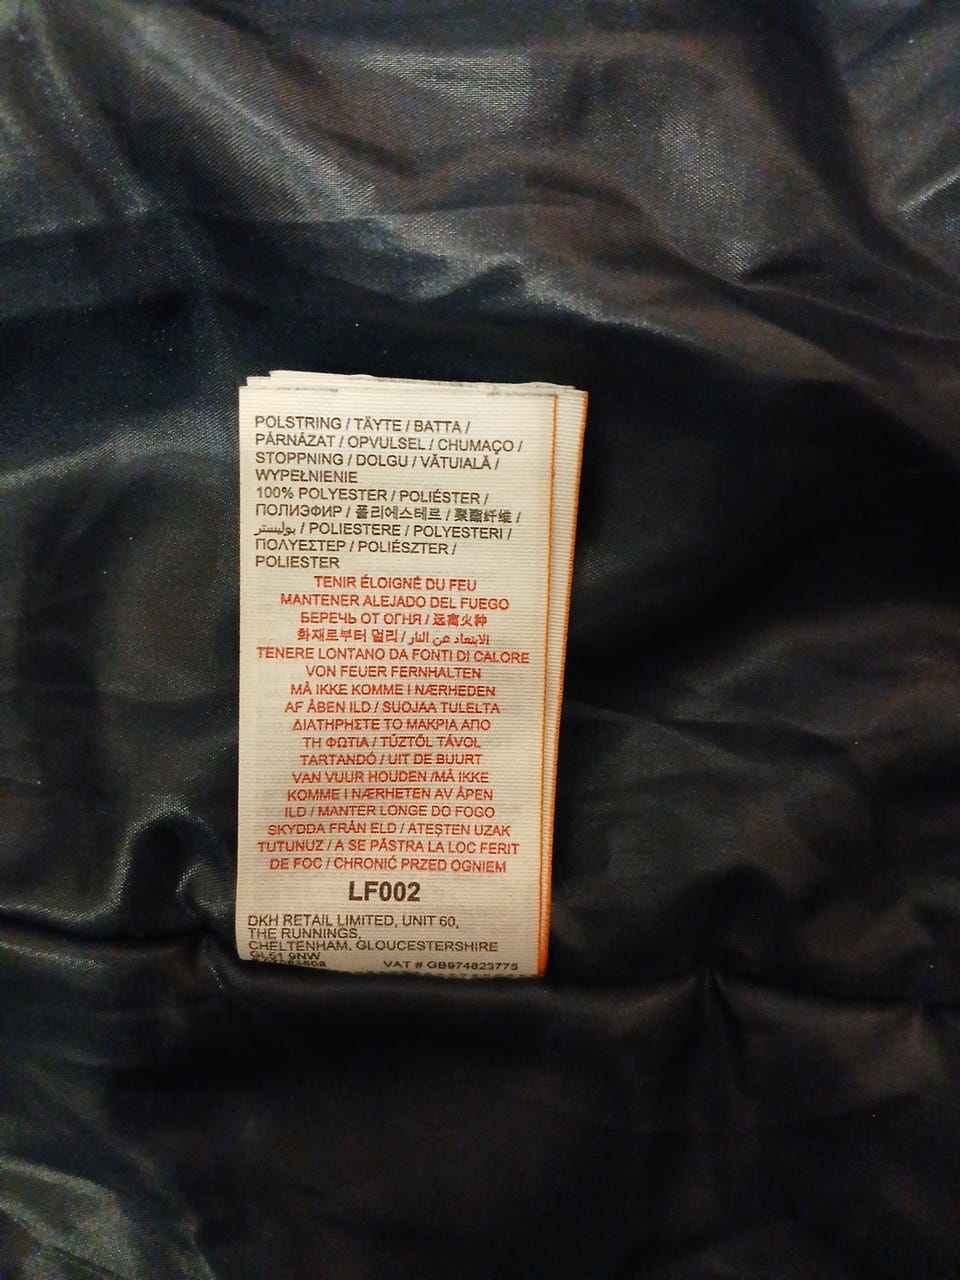 POLSTRING / TÄYTE / BATTA /
PÁRNÁZAT / OPVULSEL / CHUMAÇO /
STOPPNING / DOLGU / VĂTUIALĂ /
WYPEŁNIENIE
100% POLYESTER / POLIÉSTER /
ПОЛИЭФИР / 폴리에스테르 / 聚酯纤维 /
بوليستر / POLIESTERE / POLYESTERI /
ΠΟΛΥΕΣΤΕΡ / POLIÉSZTER /
POLIESTER
TENIR ÉLOIGNÉ DU FEU
MANTENER ALEJADO DEL FUEGO
БЕРЕЧЬ ОТ ОГНЯ / 远离火种
화재로부터 멀리 / الابتعاد عن النار
TENERE LONTANO DA FONTI DI CALORE
VON FEUER FERNHALTEN
MÅ IKKE KOMME I NÆRHEDEN
AF ÅBEN ILD / SUOJAA TULELTA
ΔΙΑΤΗΡΗΣΤΕ ΤΟ ΜΑΚΡΙΑ ΑΠΟ
ΤΗ ΦΩΤΙΑ / TŰZTŐL TÁVOL
TARTANDÓ / UIT DE BUURT
VAN VUUR HOUDEN /MÅ IKKE
KOMME I NÆRHETEN AV ÅPEN
ILD / MANTER LONGE DO FOGO
SKYDDA FRÅN ELD / ATEŞTEN UZAK
TUTUNUZ / A SE PĂSTRA LA LOC FERIT
DE FOC / CHRONIĆ PRZED OGNIEM
LF002
DKH RETAIL LIMITED, UNIT 60,
THE RUNNINGS,
CHELTENHAM, GLOUCESTERSHIRE
GL51 9NW
VAT # GB974823775